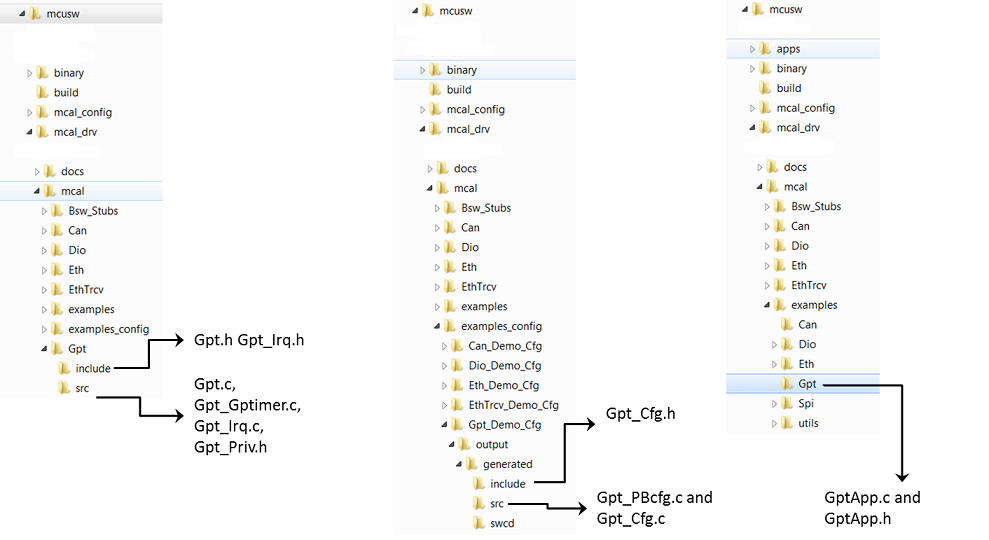 mcusw
binary
build
mcal_config
mcal_drv
docs
mcal
Bsw_Stubs
Can
Dio
Eth
EthTrcv
examples
examples_config
Gpt
include
src
Gpt.h Gpt_Irq.h
Gpt.c,
Gpt_Gptimer.c,
Gpt_Irq.c,
Gpt_Priv.h
mcusw
binary
build
mcal_config
mcal_drv
docs
mcal
Bsw_Stubs
Can
Dio
Eth
EthTrcv
examples
examples_config
Can_Demo_Cfg
Dio_Demo_Cfg
Eth_Demo_Cfg
EthTrcv_Demo_Cfg
Gpt_Demo_Cfg
output
generated
include
src
swcd
Gpt_Cfg.h
Gpt_PBcfg.c and
Gpt_Cfg.c
mcusw
apps
binary
build
mcal_config
mcal_drv
docs
mcal
Bsw_Stubs
Can
Dio
Eth
EthTrcv
examples
Can
Dio
Eth
Gpt
Spi
utils
GptApp.c and
GptApp.h